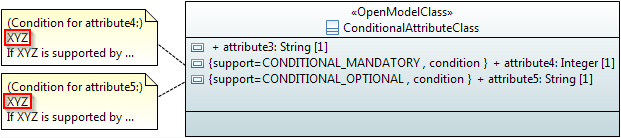 (Condition for attribute4:)
XYZ
If XYZ is supported by ...
(Condition for attribute5:)
XYZ
If XYZ is supported by ...
«OpenModelClass»
ConditionalAttributeClass
+ attribute3: String [1]
{support=CONDITIONAL_MANDATORY , condition } + attribute4: Integer [1]
{support=CONDITIONAL_OPTIONAL , condition } + attribute5: String [1]